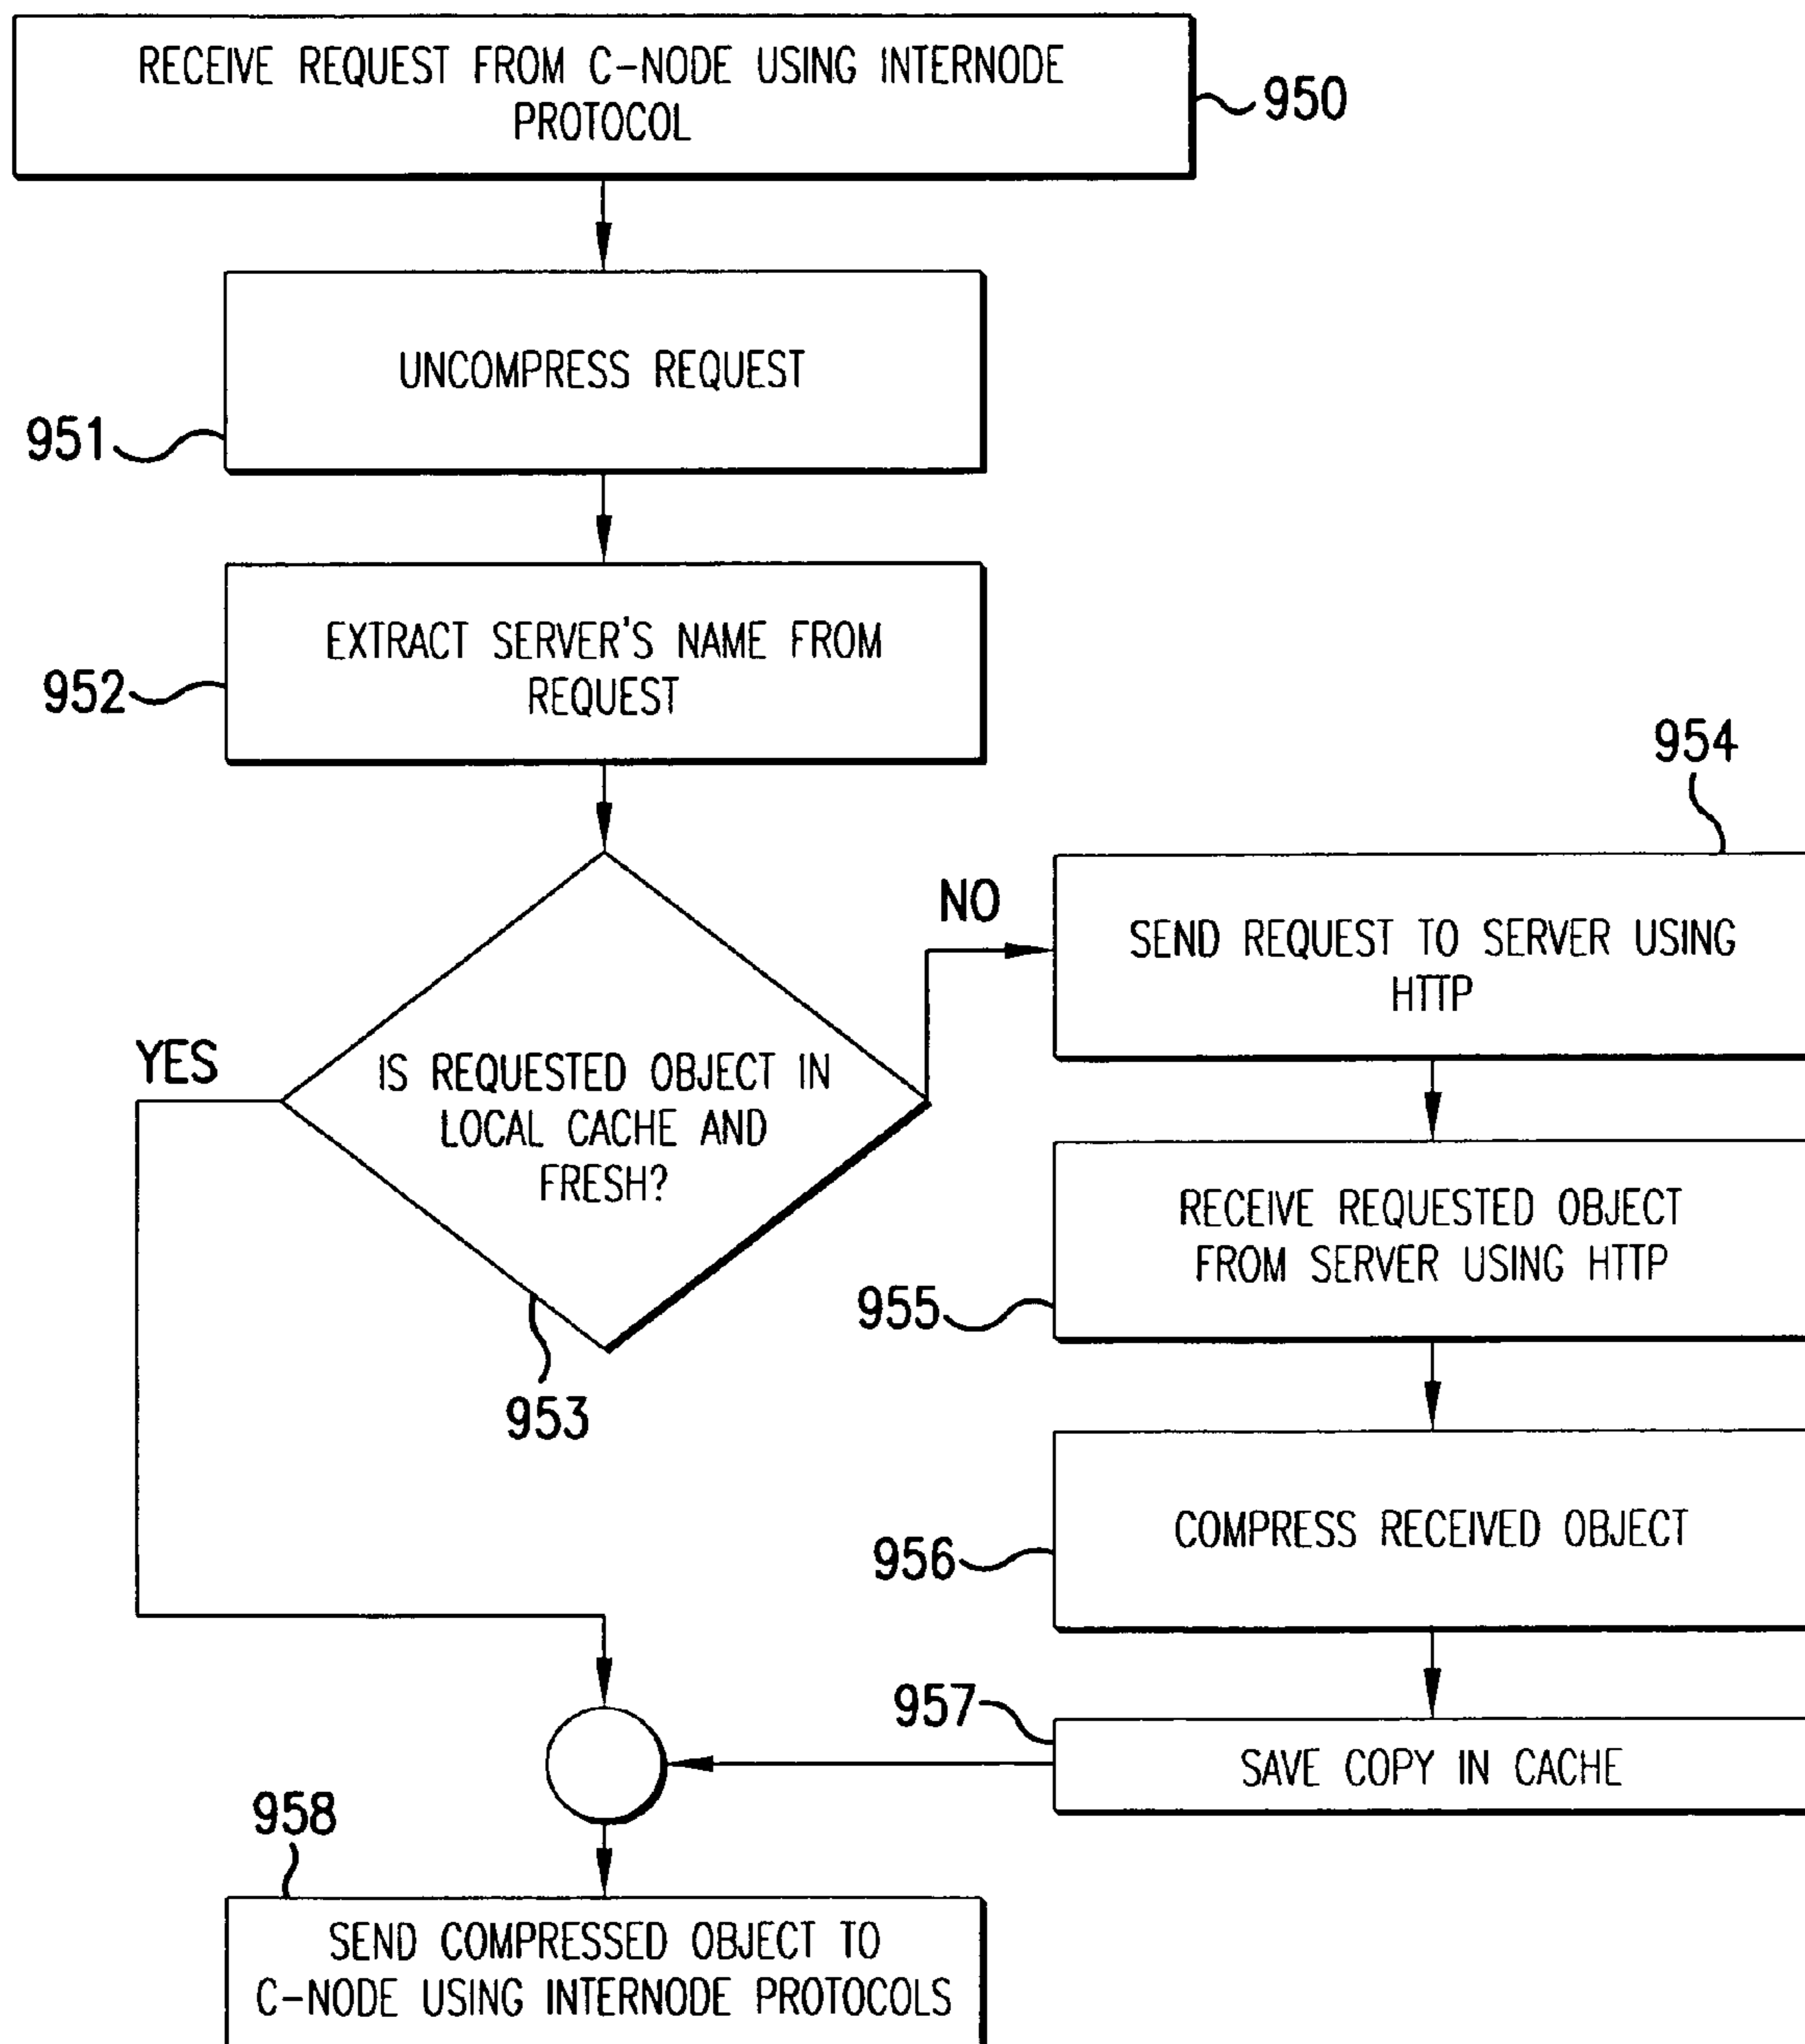 RECEIVE REQUEST FROM C-NODE USING INTERNODE
PROTOCOL
950
UNCOMPRESS REQUEST
951
EXTRACT SERVER'S NAME FROM
REQUEST
952
954
NO
SEND REQUEST TO SERVER USING
HTTP
YES
IS REQUESTED OBJECT IN
LOCAL CACHE AND
FRESH?
953
RECEIVE REQUESTED OBJECT
FROM SERVER USING HTTP
955
COMPRESS RECEIVED OBJECT
956
957
SAVE COPY IN CACHE
958
SEND COMPRESSED OBJECT TO
C-NODE USING INTERNODE PROTOCOLS